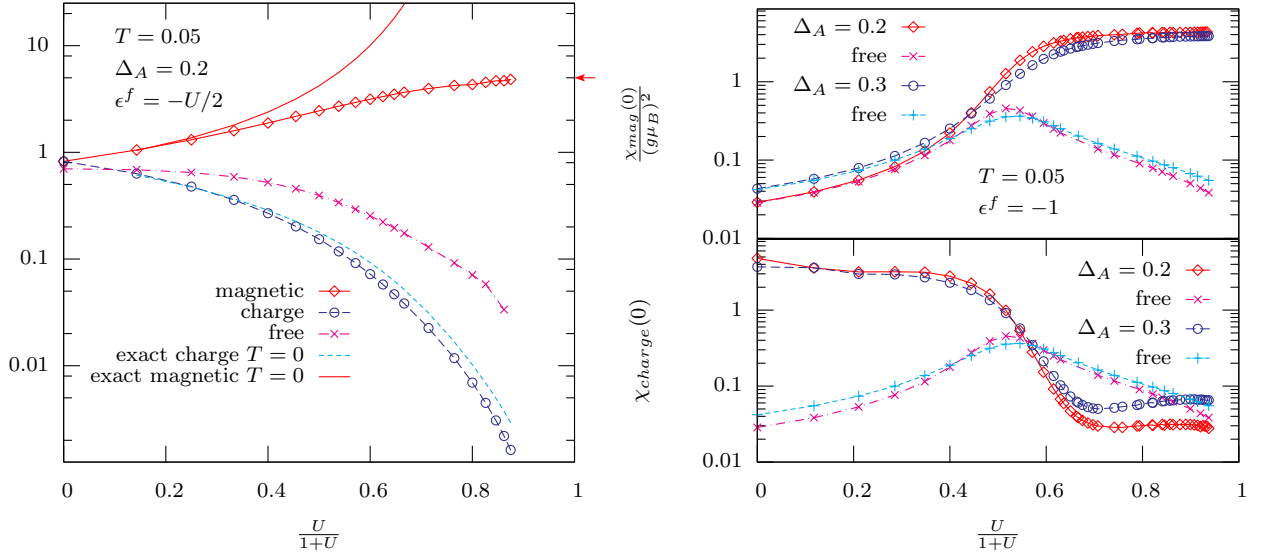 10
1
0.1
0.01
T = 0.05
Δ_A = 0.2
ϵ^f = −U/2
magnetic
charge
free
exact charge T = 0
exact magnetic T = 0
0 0.2 0.4 0.6 0.8 1
U/(1+U)
χ_mag(0)/(gμ_B)^2
1
0.1
0.01
Δ_A = 0.2
free
Δ_A = 0.3
free
T = 0.05
ϵ^f = −1
χ_charge(0)
1
0.1
0.01
Δ_A = 0.2
free
Δ_A = 0.3
free
0 0.2 0.4 0.6 0.8 1
U/(1+U)